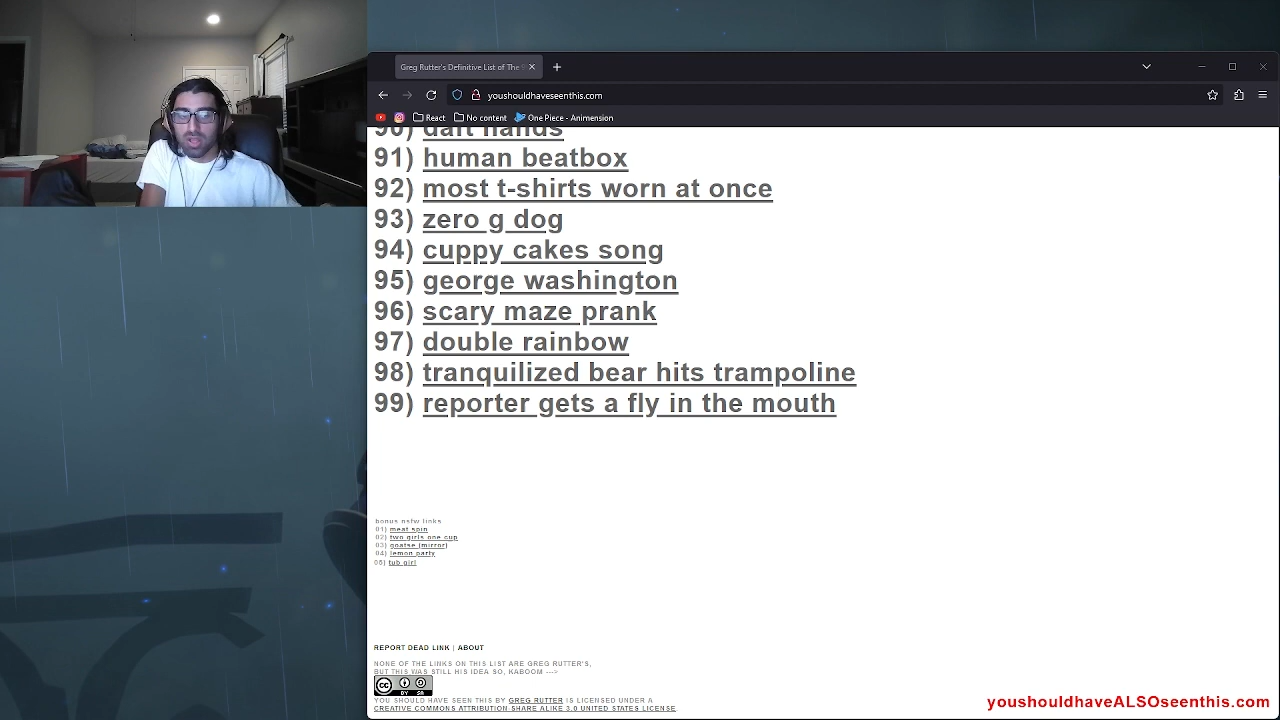 Greg Rutter's Definitive List of The
youshouldhaveseenthis.com
React
No content
One Piece - Animension
90) daft hands
91) human beatbox
92) most t-shirts worn at once
93) zero g dog
94) cuppy cakes song
95) george washington
96) scary maze prank
97) double rainbow
98) tranquilized bear hits trampoline
99) reporter gets a fly in the mouth
bonus nsfw links
01) meat spin
02) two girls one cup
03) goatse (mirror)
04) lemon party
05) tub girl
REPORT DEAD LINK | ABOUT
NONE OF THE LINKS ON THIS LIST ARE GREG RUTTER'S,
BUT THIS WAS STILL HIS IDEA SO, KABOOM --->
cc BY SA
YOU SHOULD HAVE SEEN THIS BY GREG RUTTER IS LICENSED UNDER A
CREATIVE COMMONS ATTRIBUTION-SHARE ALIKE 3.0 UNITED STATES LICENSE
youshouldhaveALSOseenthis.com